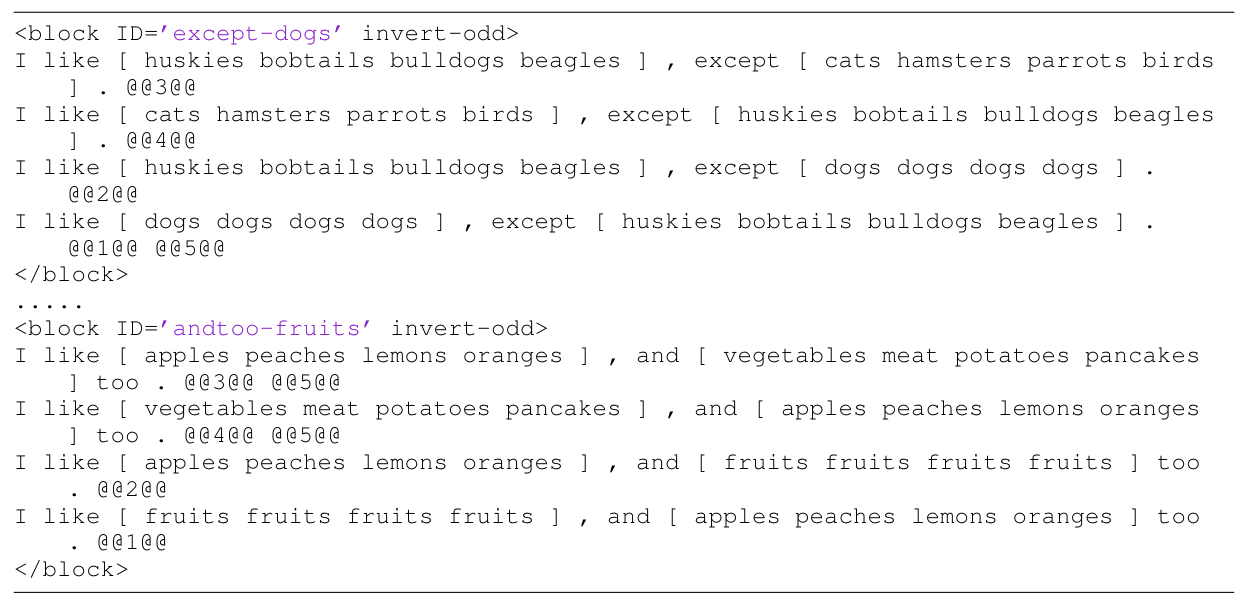 <block ID='except-dogs' invert-odd>
I like [ huskies bobtails bulldogs beagles ] , except [ cats hamsters parrots birds
] . @@3@@
I like [ cats hamsters parrots birds ] , except [ huskies bobtails bulldogs beagles
] . @@4@@
I like [ huskies bobtails bulldogs beagles ] , except [ dogs dogs dogs dogs ] .
@@2@@
I like [ dogs dogs dogs dogs ] , except [ huskies bobtails bulldogs beagles ] .
@@1@@ @@5@@
</block>
.....
<block ID='andtoo-fruits' invert-odd>
I like [ apples peaches lemons oranges ] , and [ vegetables meat potatoes pancakes
] too . @@3@@ @@5@@
I like [ vegetables meat potatoes pancakes ] , and [ apples peaches lemons oranges
] too . @@4@@ @@5@@
I like [ apples peaches lemons oranges ] , and [ fruits fruits fruits fruits ] too
. @@2@@
I like [ fruits fruits fruits fruits ] , and [ apples peaches lemons oranges ] too
. @@1@@
</block>